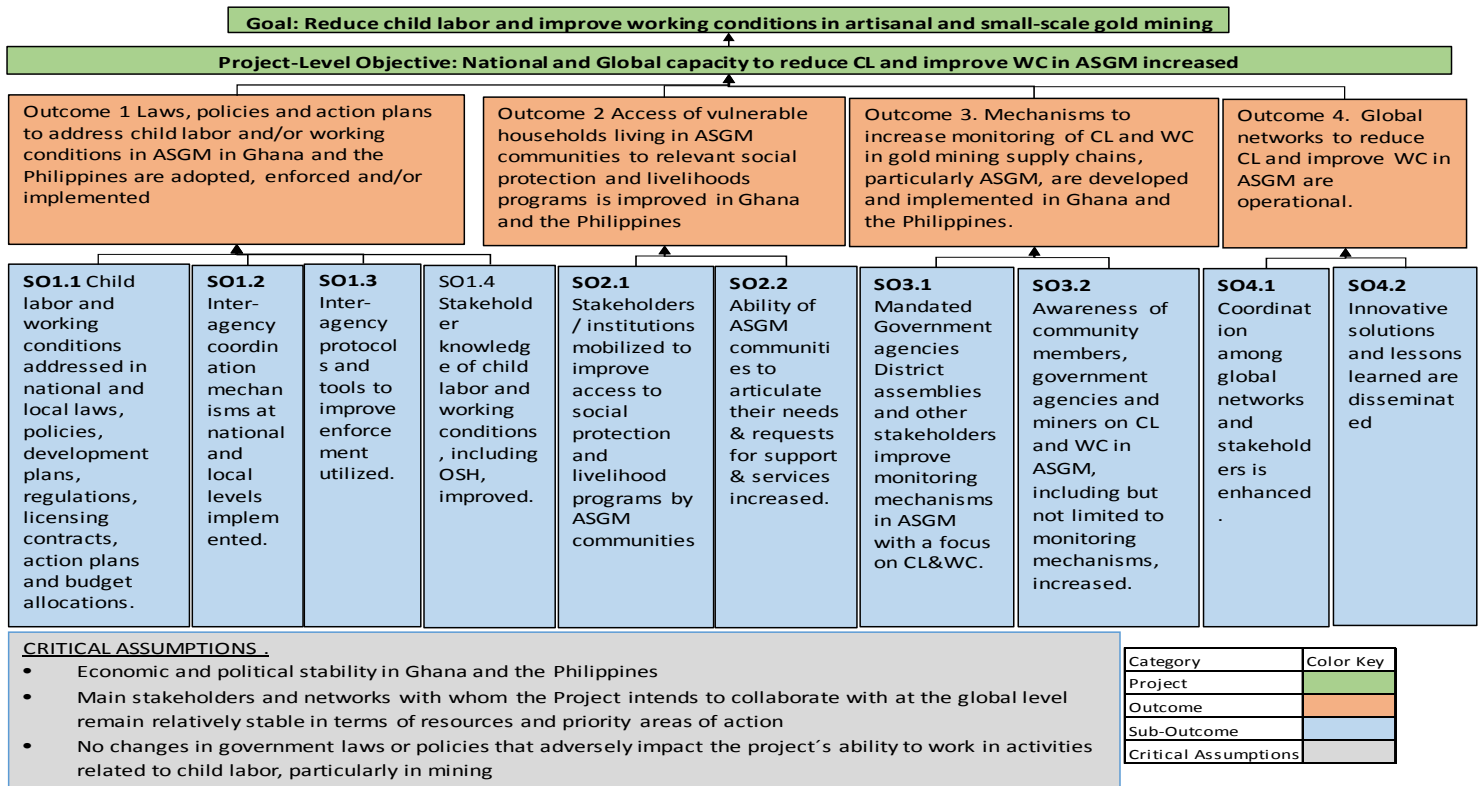 Goal: Reduce child labor and improve working conditions in artisanal and small-scale gold mining
Project-Level Objective: National and Global capacity to reduce CL and improve WC in ASGM increased
Outcome 1 Laws, policies and action plans
to address child labor and/or working
conditions in ASGM in Ghana and the
Philippines are adopted, enforced and/or
implemented
Outcome 2 Access of vulnerable
households living in ASGM
communities to relevant social
protection and livelihoods
programs is improved in Ghana
and the Philippines
Outcome 3. Mechanisms to
increase monitoring of CL and WC
in gold mining supply chains,
particularly ASGM, are developed
and implemented in Ghana and
the Philippines.
Outcome 4. Global
networks to reduce
CL and improve WC in
ASGM are
operational.
SO1.1 Child
labor and
working
conditions
addressed in
national and
local laws,
policies,
development
plans,
regulations,
licensing
contracts,
action plans
and budget
allocations.
SO1.2
Inter-
agency
coordin
ation
mechan
isms at
national
and
local
levels
implem
ented.
SO1.3
Inter-
agency
protocol
s and
tools to
improve
enforce
ment
utilized.
SO1.4
Stakehold
er
knowledg
e of child
labor and
working
conditions
, including
OSH,
improved.
SO2.1
Stakeholders
/ institutions
mobilized to
improve
access to
social
protection
and
livelihood
programs by
ASGM
communities
SO2.2
Ability of
ASGM
communiti
es to
articulate
their needs
& requests
for support
& services
increased.
SO3.1
Mandated
Government
agencies
District
assemblies
and other
stakeholders
improve
monitoring
mechanisms
in ASGM
with a focus
on CL&WC.
SO3.2
Awareness of
community
members,
government
agencies and
miners on CL
and WC in
ASGM,
including but
not limited to
monitoring
mechanisms,
increased.
SO4.1
Coordinat
ion
among
global
networks
and
stakehold
ers is
enhanced
.
SO4.2
Innovative
solutions
and lessons
learned are
disseminat
ed
CRITICAL ASSUMPTIONS .
• Economic and political stability in Ghana and the Philippines
• Main stakeholders and networks with whom the Project intends to collaborate with at the global level
remain relatively stable in terms of resources and priority areas of action
• No changes in government laws or policies that adversely impact the project´s ability to work in activities
related to child labor, particularly in mining
Category Color Key
Project
Outcome
Sub-Outcome
Critical Assumptions